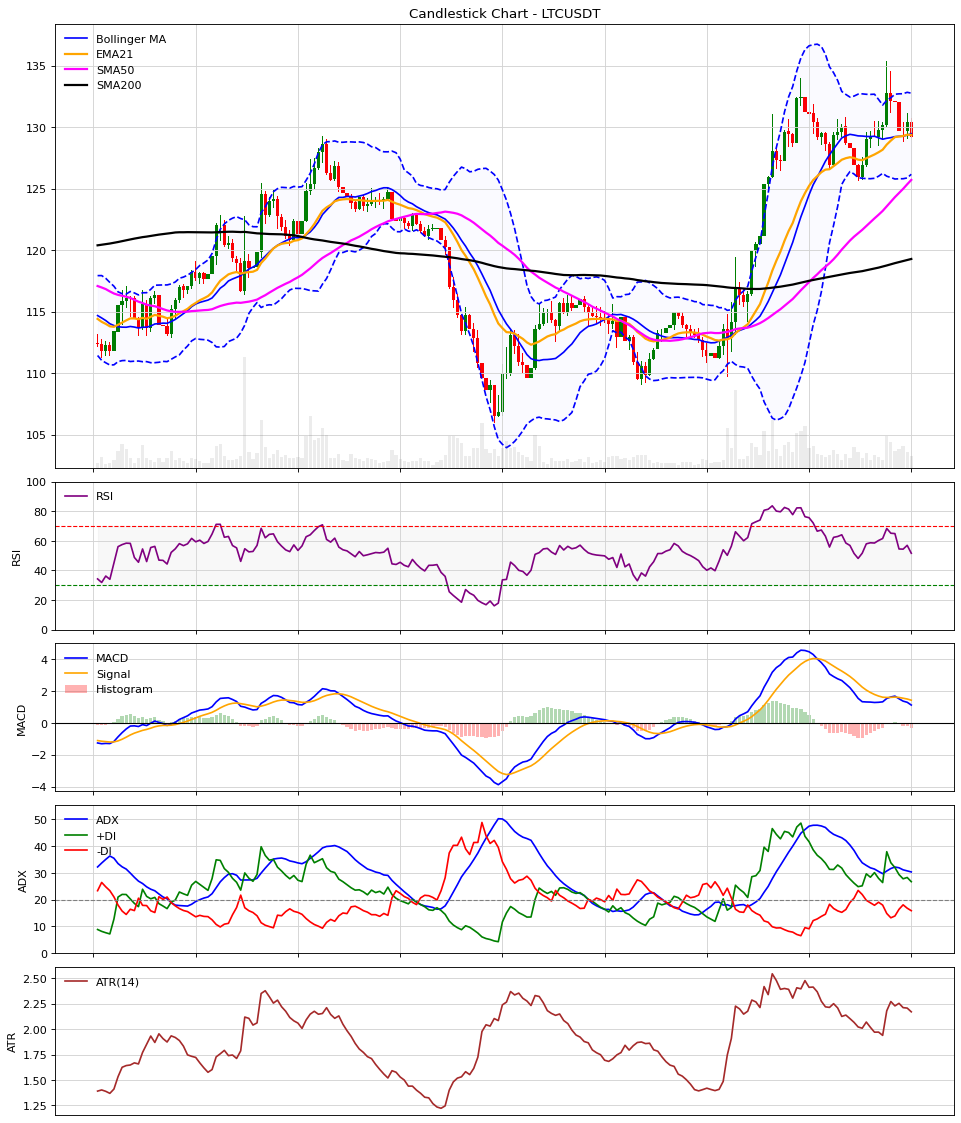 Candlestick Chart - LTCUSDT
Bollinger MA
EMA21
SMA50
SMA200
135
130
125
120
115
110
105
RSI
100
80
60
40
20
0
RSI
MACD
Signal
Histogram
4
2
0
−2
−4
MACD
ADX
+DI
-DI
50
40
30
20
10
0
ADX
ATR(14)
2.50
2.25
2.00
1.75
1.50
1.25
ATR